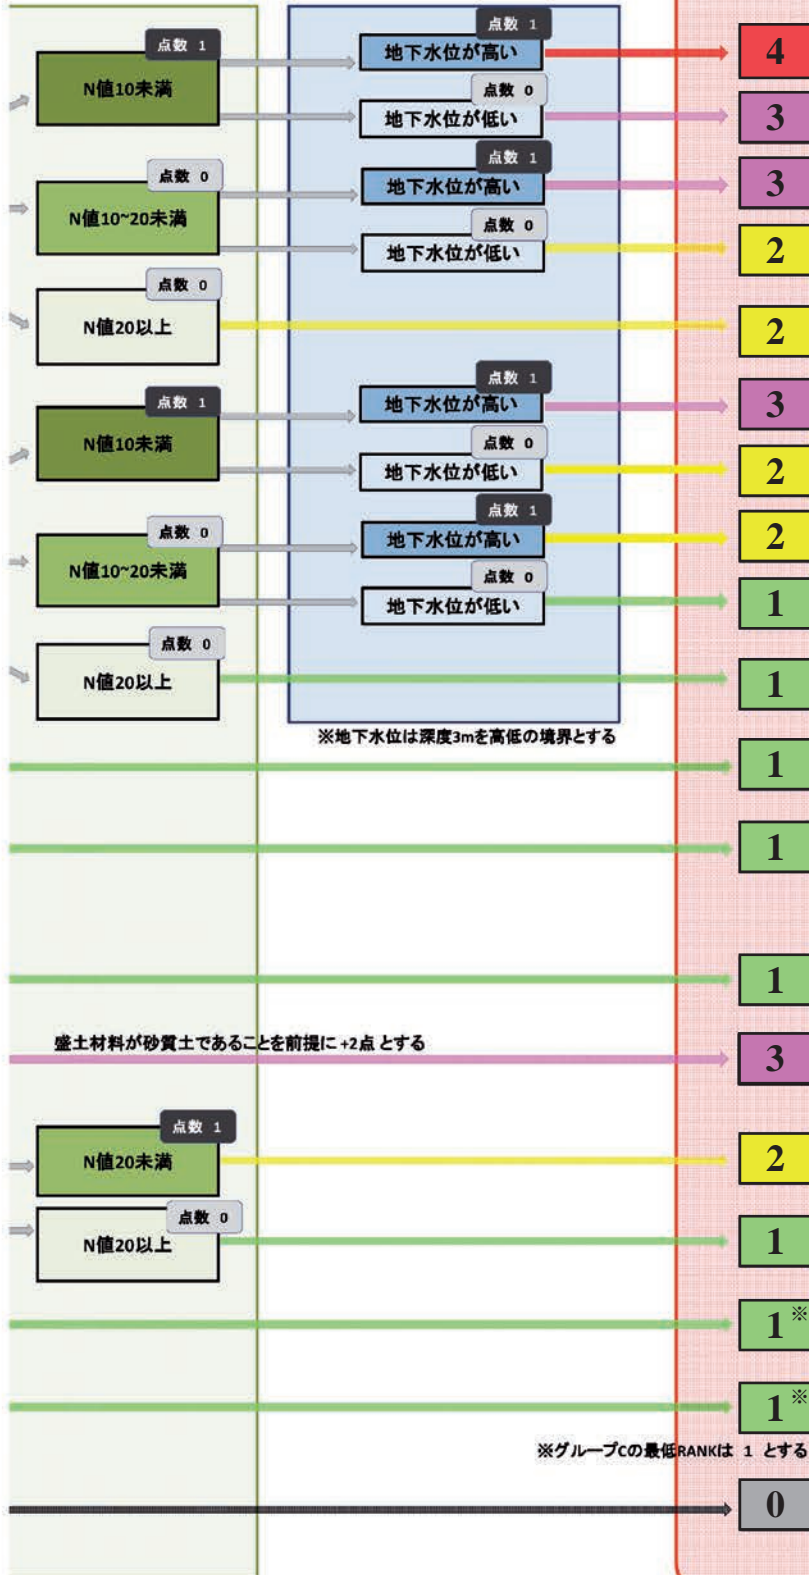 点数 1
N値10未満
点数 1
地下水位が高い
4
点数 0
地下水位が低い
3
点数 0
N値10~20未満
点数 1
地下水位が高い
3
点数 0
地下水位が低い
2
点数 0
N値20以上
2
点数 1
N値10未満
点数 1
地下水位が高い
3
点数 0
地下水位が低い
2
点数 0
N値10~20未満
点数 1
地下水位が高い
2
点数 0
地下水位が低い
1
点数 0
N値20以上
1
※地下水位は深度3mを高低の境界とする
1
1
1
盛土材料が砂質土であることを前提に +2点 とする
3
点数 1
N値20未満
2
点数 0
N値20以上
1
1※
1※
※グループCの最低RANKは 1 とする
0